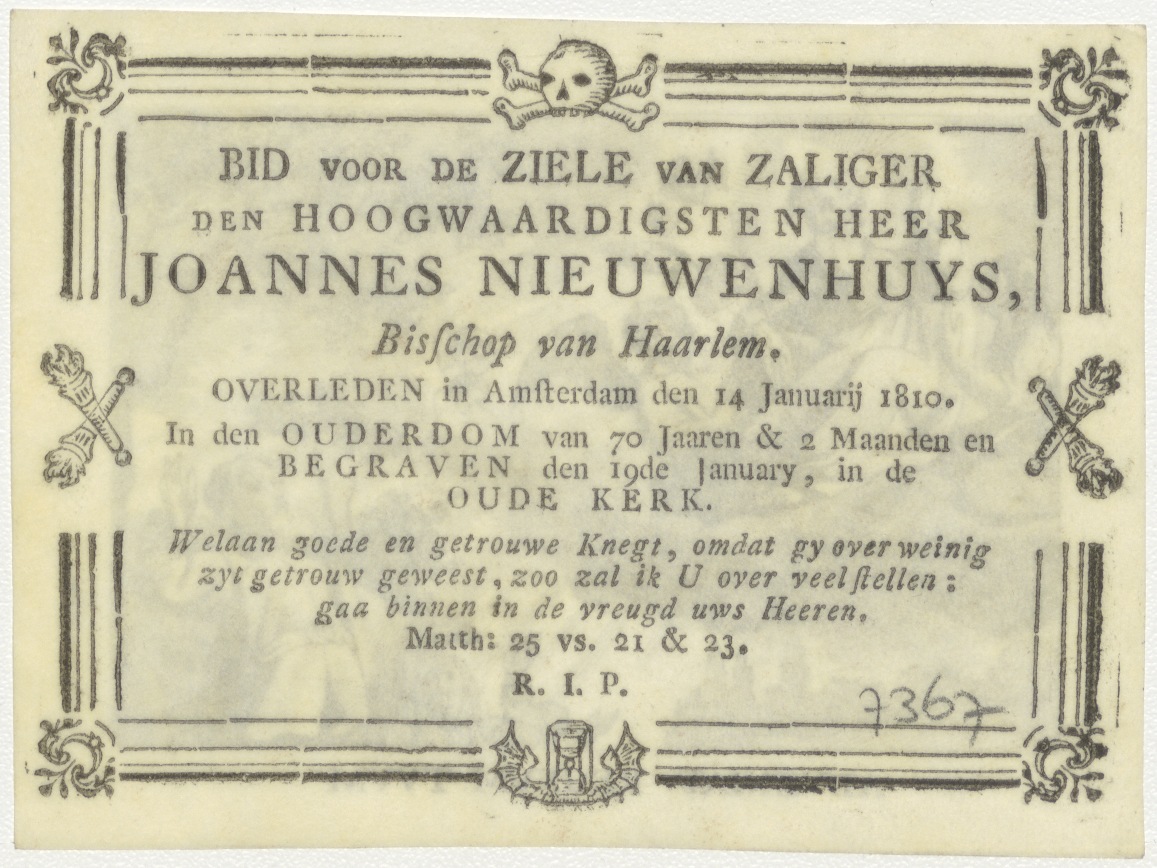 BID VOOR DE ZIELE VAN ZALIGER
DEN HOOGWAARDIGSTEN HEER
JOANNES NIEUWENHUYS,
Bisſchop van Haarlem.
OVERLEDEN in Amſterdam den 14 Januarij 1810.
In den OUDERDOM van 70 Jaaren & 2 Maanden en
BEGRAVEN den 19de January, in de
OUDE KERK.
Welaan goede en getrouwe Knegt, omdat gy over weinig
zyt getrouw geweest, zoo zal ik U over veel ſtellen:
gaa binnen in de vreugd uws Heeren.
Matth: 25 vs. 21 & 23.
R. I. P.
7367